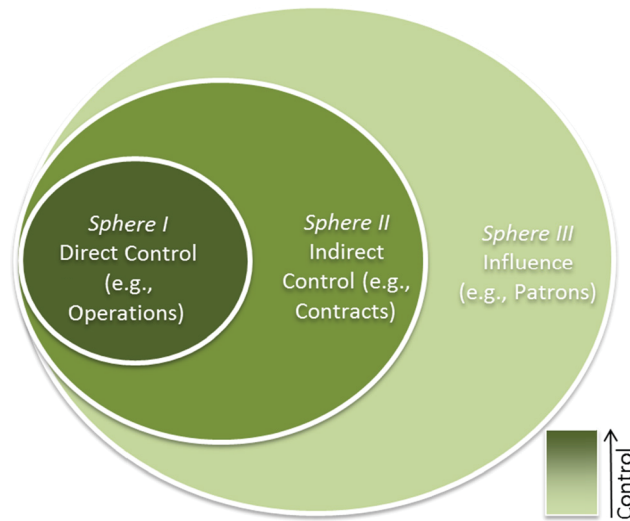 Sphere I
Direct Control
(e.g.,
Operations)
Sphere II
Indirect
Control (e.g.,
Contracts)
Sphere III
Influence
(e.g., Patrons)
Control